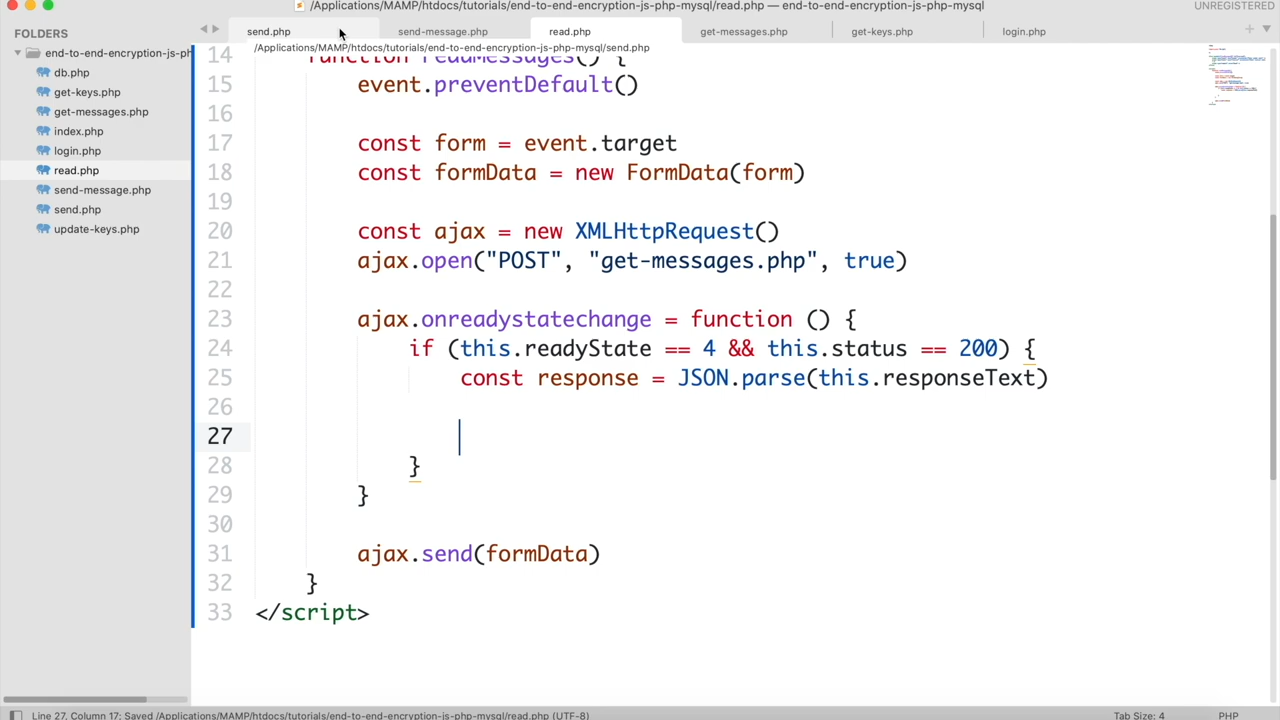 /Applications/MAMP/htdocs/tutorials/end-to-end-encryption-js-php-mysql/read.php — end-to-end-encryption-js-php-mysql
UNREGISTERED
FOLDERS
end-to-end-encryption-js-ph
db.php
get-keys.php
get-messages.php
index.php
login.php
read.php
send-message.php
send.php
update-keys.php
send.php send-message.php read.php get-messages.php get-keys.php login.php
/Applications/MAMP/htdocs/tutorials/end-to-end-encryption-js-php-mysql/send.php
14 function readMessages() {
15 event.preventDefault()
16
17 const form = event.target
18 const formData = new FormData(form)
19
20 const ajax = new XMLHttpRequest()
21 ajax.open("POST", "get-messages.php", true)
22
23 ajax.onreadystatechange = function () {
24 if (this.readyState == 4 && this.status == 200) {
25 const response = JSON.parse(this.responseText)
26
27
28 }
29 }
30
31 ajax.send(formData)
32 }
33 </script>
Line 27, Column 17; Saved /Applications/MAMP/htdocs/tutorials/end-to-end-encryption-js-php-mysql/read.php (UTF-8)
Tab Size: 4
PHP